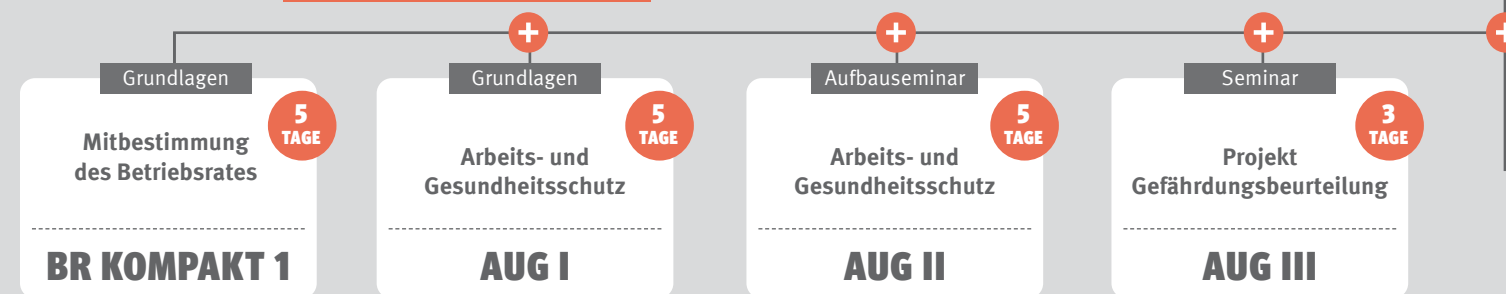 Grundlagen
5
TAGE
Mitbestimmung
des Betriebsrates
BR KOMPAKT 1
+
Grundlagen
5
TAGE
Arbeits- und
Gesundheitsschutz
AUG I
+
Aufbauseminar
5
TAGE
Arbeits- und
Gesundheitsschutz
AUG II
+
Seminar
3
TAGE
Projekt
Gefährdungsbeurteilung
AUG III
+